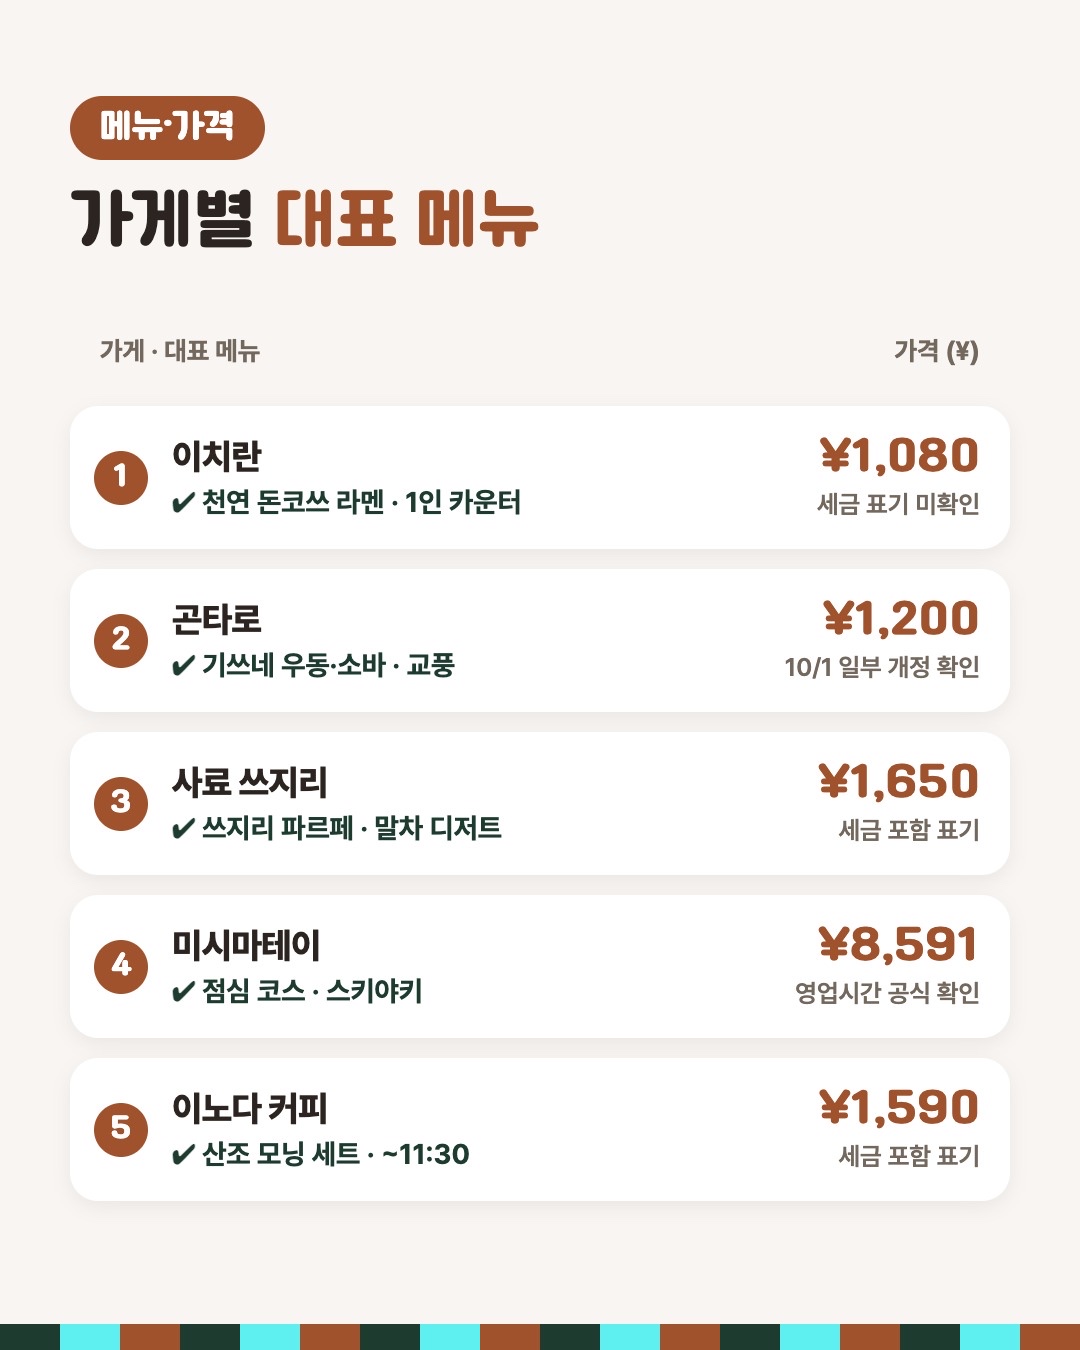 메뉴·가격
가게별 대표 메뉴
가게 · 대표 메뉴
가격 (¥)
1
이치란
✔ 천연 돈코쓰 라멘 · 1인 카운터
¥1,080
세금 표기 미확인
2
곤타로
✔ 기쓰네 우동·소바 · 교풍
¥1,200
10/1 일부 개정 확인
3
사료 쓰지리
✔ 쓰지리 파르페 · 말차 디저트
¥1,650
세금 포함 표기
4
미시마테이
✔ 점심 코스 · 스키야키
¥8,591
영업시간 공식 확인
5
이노다 커피
✔ 산조 모닝 세트 · ~11:30
¥1,590
세금 포함 표기